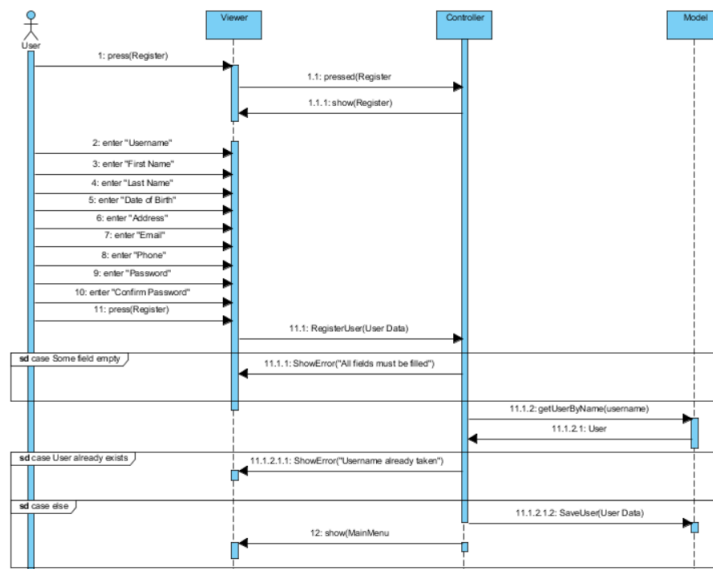 Viewer
Controller
Model
User
1: press(Register)
1.1: pressed(Register
1.1.1: show(Register)
2: enter "Username"
3: enter "First Name"
4: enter "Last Name"
5: enter "Date of Birth"
6: enter "Address"
7: enter "Email"
8: enter "Phone"
9: enter "Password"
10: enter "Confirm Password"
11: press(Register)
11.1: RegisterUser(User Data)
sd case Some field empty
11.1.1: ShowError("All fields must be filled")
11.1.2: getUserByName(username)
11.1.2.1: User
sd case User already exists
11.1.2.1.1: ShowError("Username already taken")
sd case else
11.1.2.1.2: SaveUser(User Data)
12: show(MainMenu